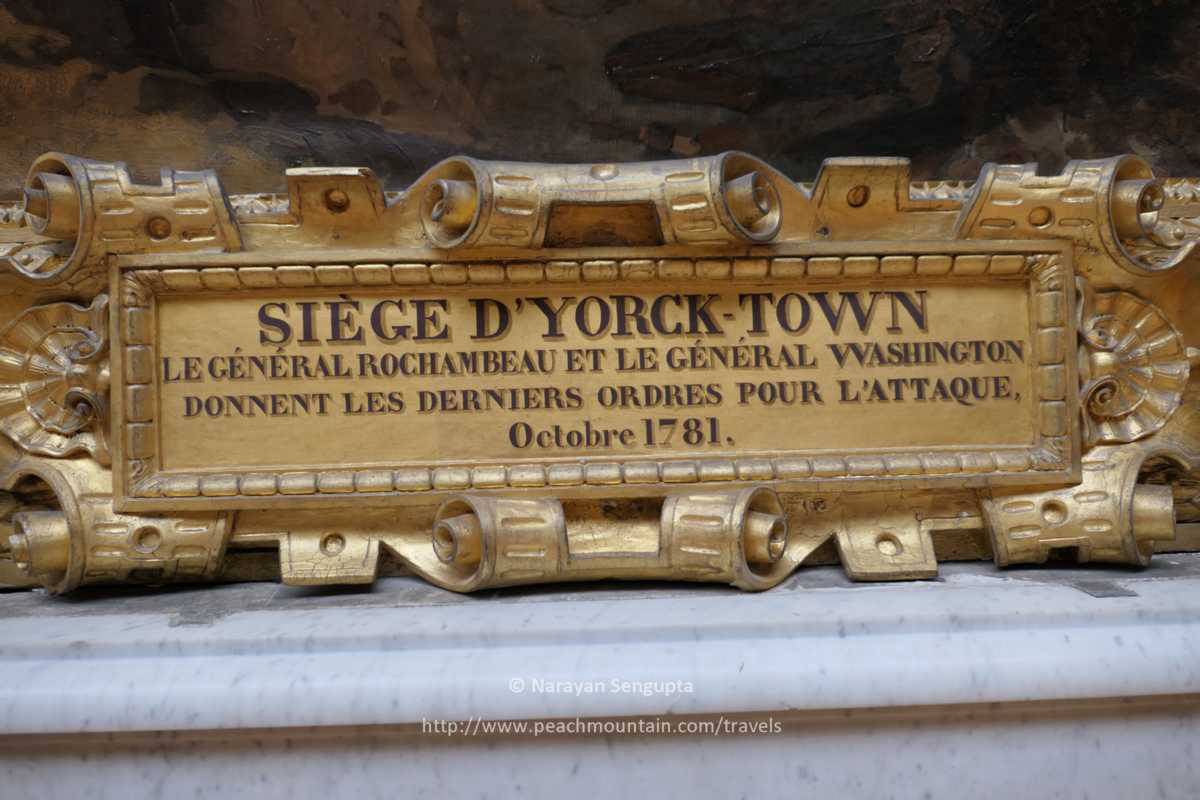 SIÈGE D'YORCK-TOWN
LE GÉNÉRAL ROCHAMBEAU ET LE GÉNÉRAL WASHINGTON
DONNENT LES DERNIERS ORDRES POUR L'ATTAQUE,
Octobre 1781.
© Narayan Sengupta
http://www.peachmountain.com/travels